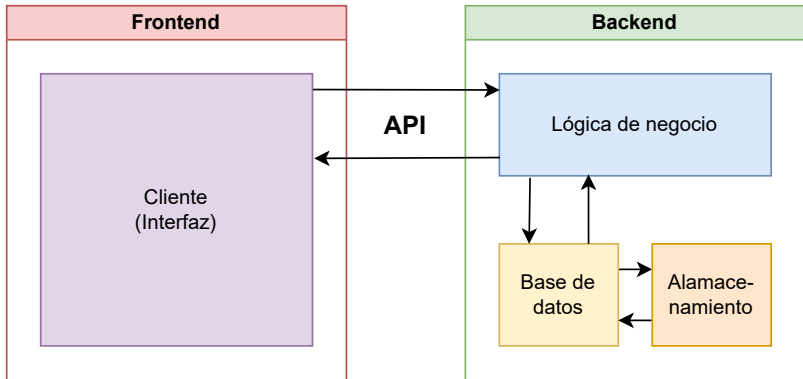 Frontend
Backend
Cliente
(Interfaz)
API
Lógica de negocio
Base de
datos
Alamace-
namiento